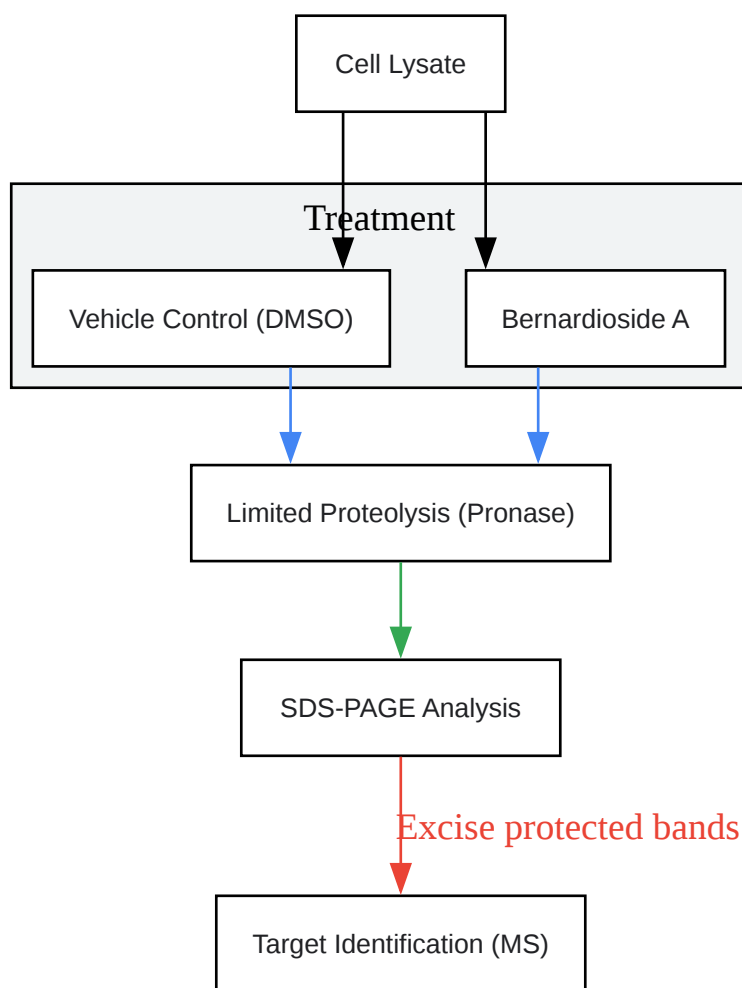 Cell Lysate
Treatment
Vehicle Control (DMSO)
Bernardioside A
Limited Proteolysis (Pronase)
SDS-PAGE Analysis
Excise protected bands
Target Identification (MS)